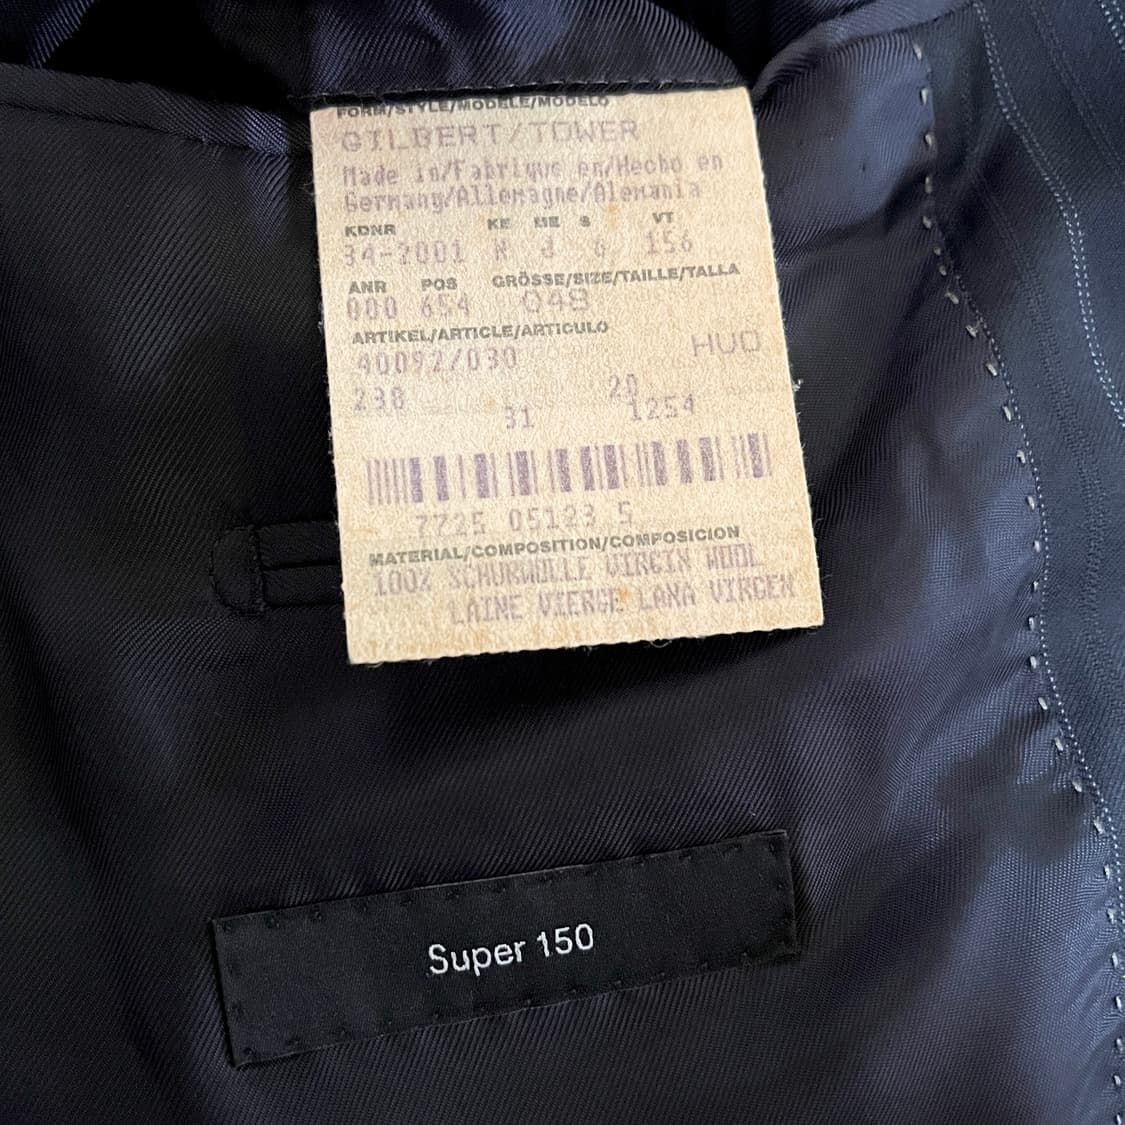 FORM/STYLE/MODELE/MODELO
GILBERT/TOWER
Made in/Fabrique en/Hecho en
Germany/Allemagne/Alemania
KDNR KE ME S VT
34-2001 N J 6 156
ANR POS GRÖSSE/SIZE/TAILLE/TALLA
000 654 048
ARTIKEL/ARTICLE/ARTICULO
40092/030 HUO
238 20
31 1254
7725 05123 5
MATERIAL/COMPOSITION/COMPOSICION
100% SCHURWOLLE VIRGIN WOOL
LAINE VIERGE LANA VIRGEN
Super 150